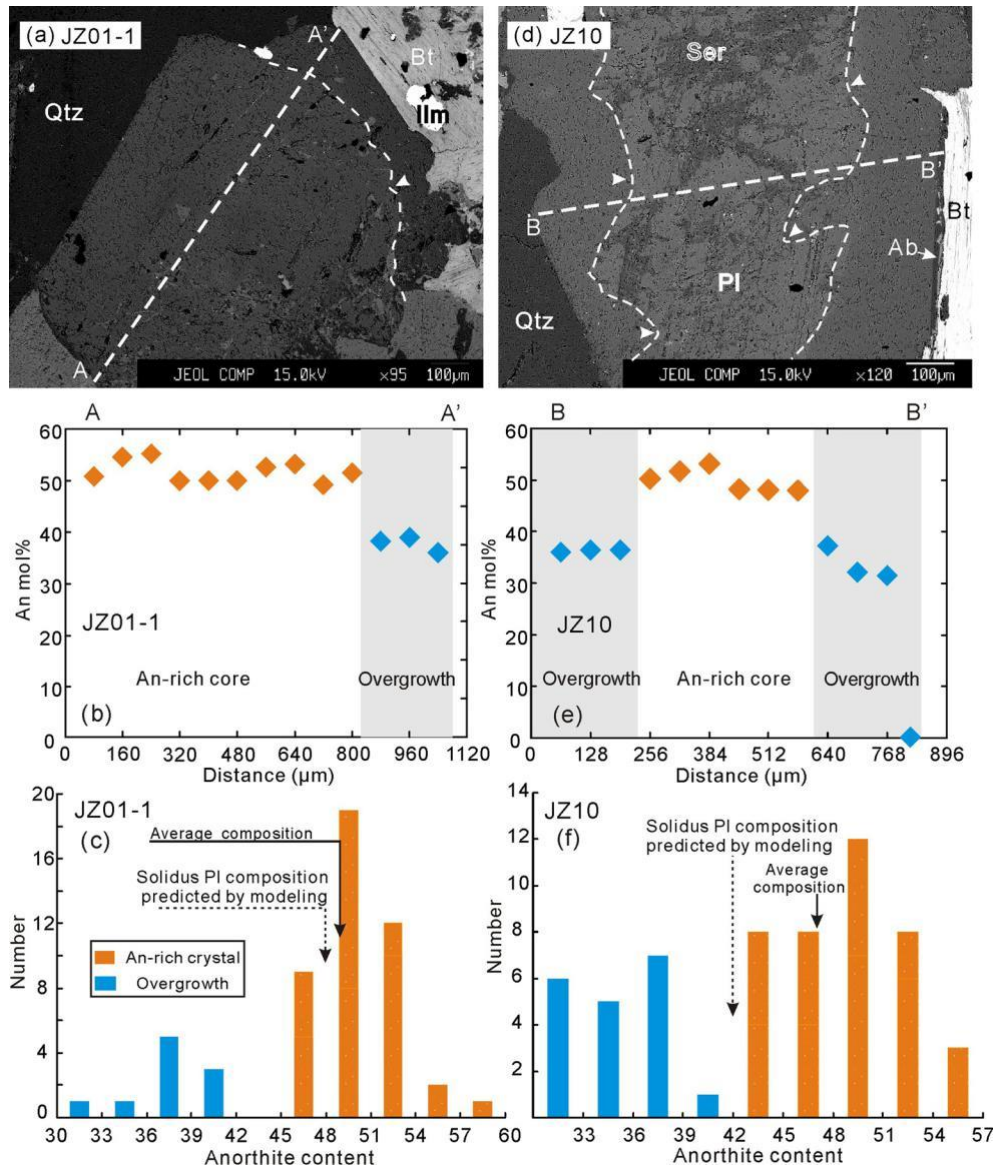 (a) JZ01-1
A'
Bt
Ilm
Qtz
A
JEOL COMP 15.0kV ×95 100µm
(d) JZ10
Ser
B'
B
Bt
Ab
Pl
Qtz
JEOL COMP 15.0kV ×120 100µm
A A'
60
50
40
30
20
10
0
An mol%
JZ01-1
An-rich core Overgrowth
(b)
0 160 320 480 640 800 960 1120
Distance (µm)
B B'
60
50
40
30
20
10
0
An mol%
JZ10
Overgrowth An-rich core Overgrowth
(e)
0 128 256 384 512 640 768 896
Distance (µm)
20
16
12
8
4
0
Number
JZ01-1
(c)
Average composition
Solidus Pl composition
predicted by modeling
An-rich crystal
Overgrowth
30 33 36 39 42 45 48 51 54 57 60
Anorthite content
14
12
10
8
6
4
2
Number
JZ10
(f)
Solidus Pl composition
predicted by modeling
Average
composition
33 36 39 42 45 48 51 54 57
Anorthite content